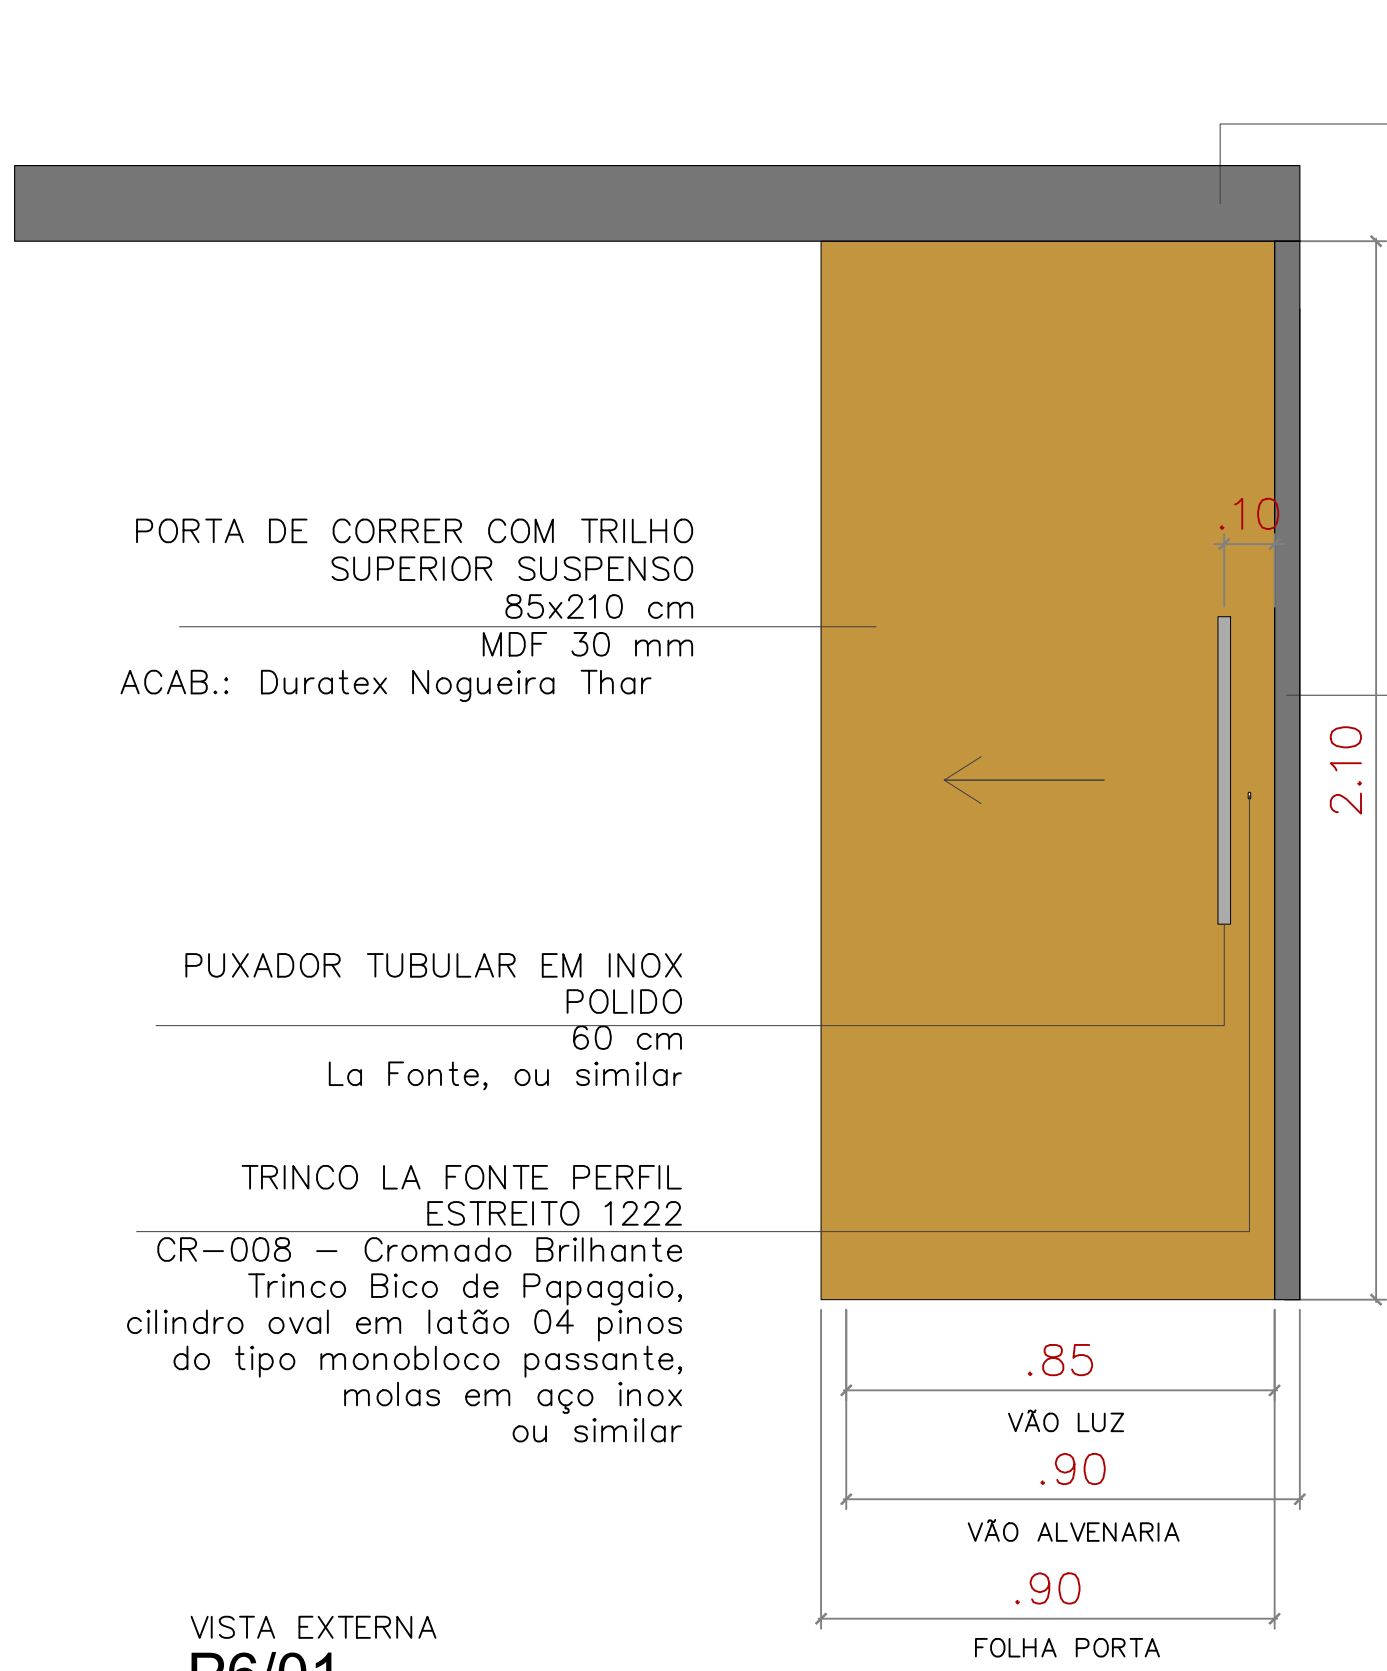 .10
PORTA DE CORRER COM TRILHO
SUPERIOR SUSPENSO
85x210 cm
MDF 30 mm
ACAB.: Duratex Nogueira Thar
2.10
PUXADOR TUBULAR EM INOX
POLIDO
60 cm
La Fonte, ou similar
TRINCO LA FONTE PERFIL
ESTREITO 1222
CR-008 - Cromado Brilhante
Trinco Bico de Papagaio,
cilindro oval em latão 04 pinos
do tipo monobloco passante,
molas em aço inox
ou similar
.85
VÃO LUZ
.90
VÃO ALVENARIA
.90
FOLHA PORTA
VISTA EXTERNA
P6/01